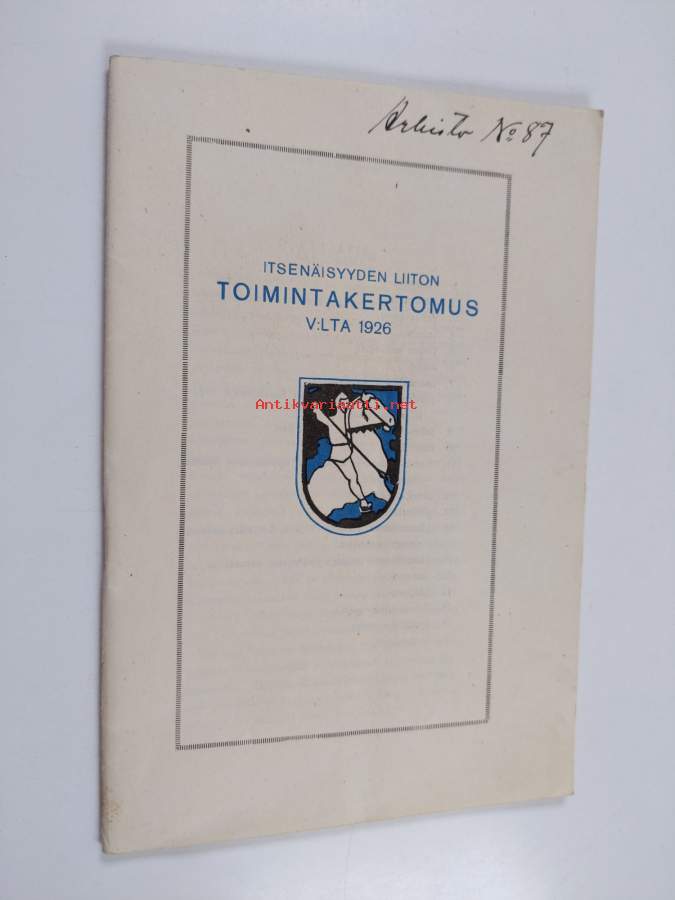 Arkisto No 87
ITSENÄISYYDEN LIITON
TOIMINTAKERTOMUS
V:LTA 1926
Antikvariaatti.net